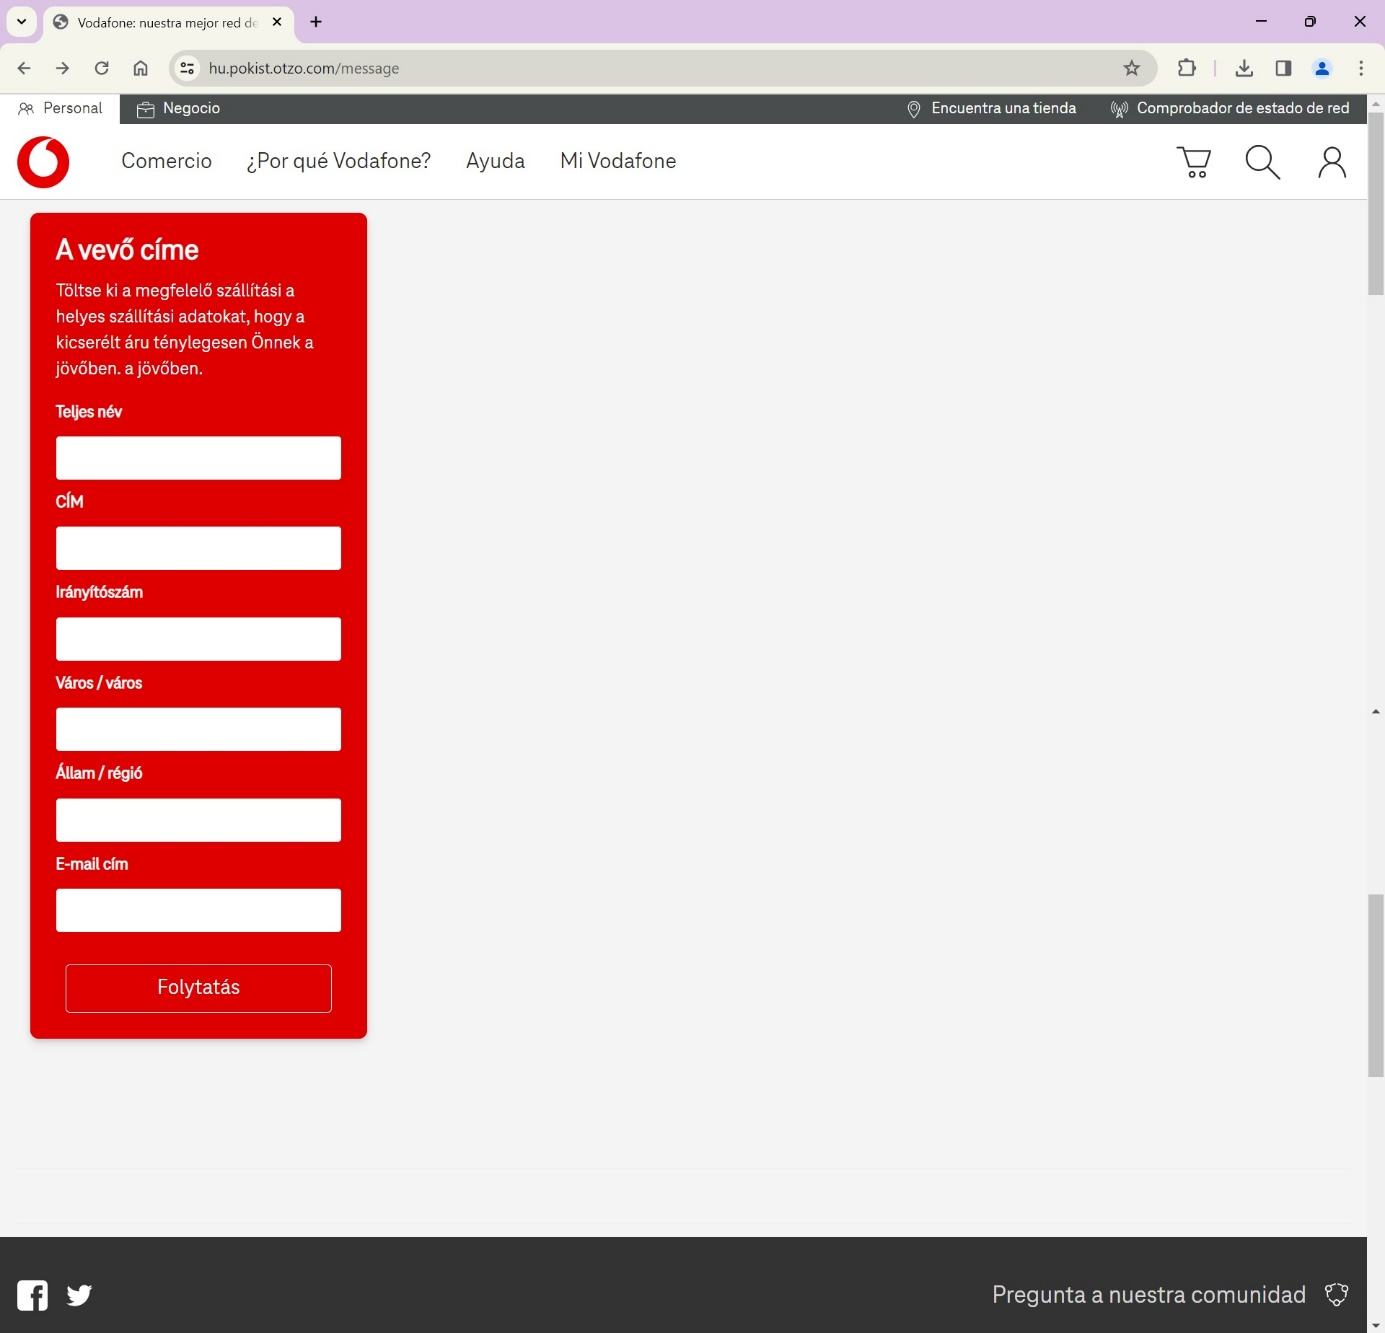 Vodafone: nuestra mejor red de
hu.pokist.otzo.com/message
Personal Negocio Encuentra una tienda Comprobador de estado de red
Comercio ¿Por qué Vodafone? Ayuda Mi Vodafone
A vevő címe
Töltse ki a megfelelő szállítási a
helyes szállítási adatokat, hogy a
kicserélt áru ténylegesen Önnek a
jövőben. a jövőben.
Teljes név
CÍM
Irányítószám
Város / város
Állam / régió
E-mail cím
Folytatás
Pregunta a nuestra comunidad